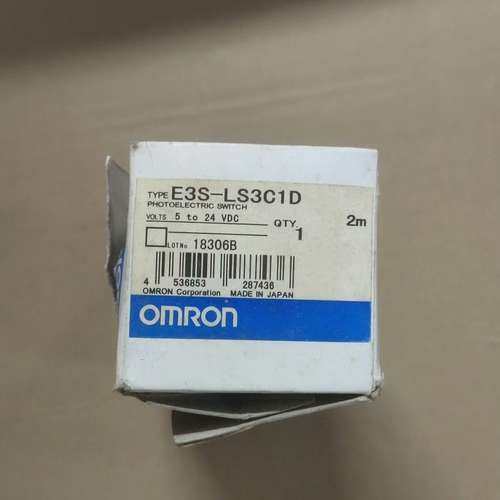 TYPE E3S-LS3C1D
PHOTOELECTRIC SWITCH
VOLTS 5 to 24 VDC QTY. 2m
1
LOT No 18306B
4 536853 287436
OMRON Corporation MADE IN JAPAN
OMRON